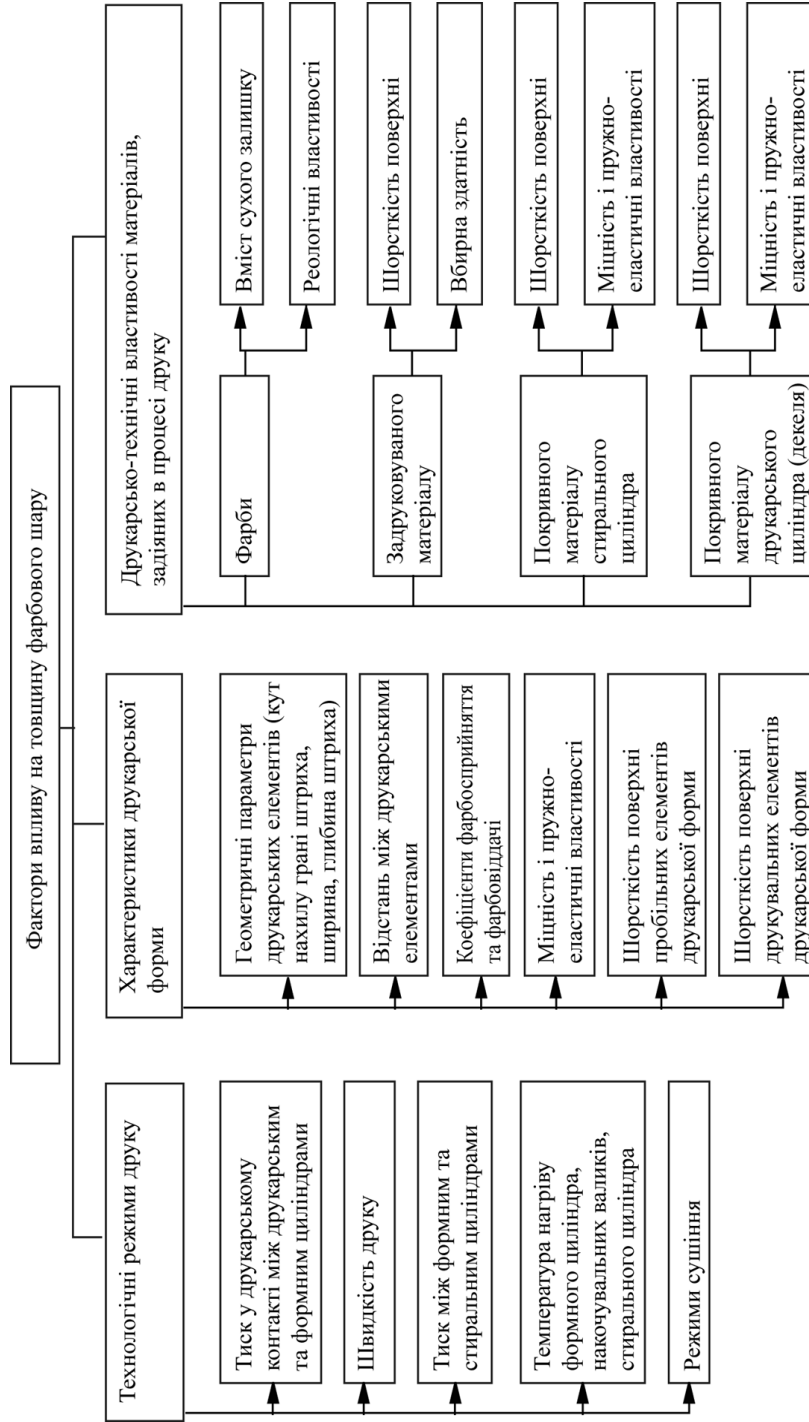 Фактори впливу на товщину фарбового шару
Технологічні режими друку
Тиск у друкарському
контакті між друкарським
та формним циліндрами
Швидкість друку
Тиск між формним та
стиральним циліндрами
Температура нагріву
формного циліндра,
накочувальних валиків,
стирального циліндра
Режими сушіння
Характеристики друкарської
форми
Геометричні параметри
друкарських елементів (кут
нахилу грані штриха,
ширина, глибина штриха)
Відстань між друкарськими
елементами
Коефіцієнти фарбосприйняття
та фарбовіддачі
Міцність і пружно-
еластичні властивості
Шорсткість поверхні
пробільних елементів
друкарської форми
Шорсткість поверхні
друкувальних елементів
друкарської форми
Друкарсько-технічні властивості матеріалів,
задіяних в процесі друку
Фарби
Вміст сухого залишку
Реологічні властивості
Задруковуваного
матеріалу
Шорсткість поверхні
Вбирна здатність
Покривного
матеріалу
стирального
циліндра
Шорсткість поверхні
Міцність і пружно-
еластичні властивості
Покривного
матеріалу
друкарського
циліндра (декеля)
Шорсткість поверхні
Міцність і пружно-
еластичні властивості